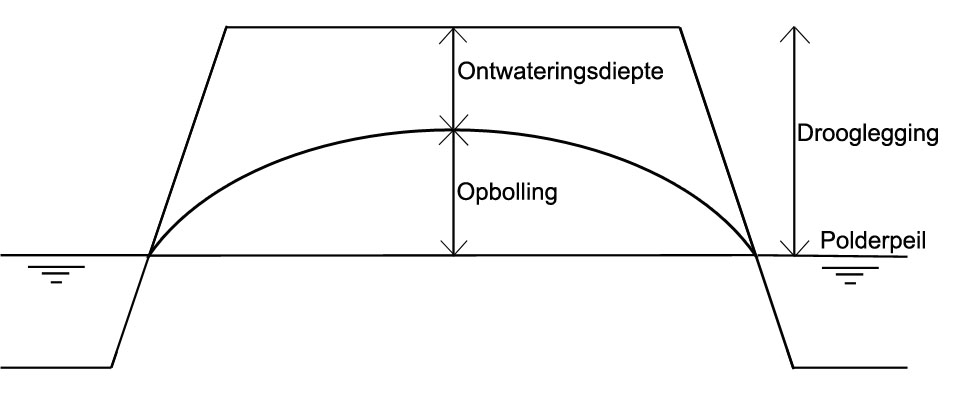 Ontwateringsdiepte
Drooglegging
Opbolling
Polderpeil